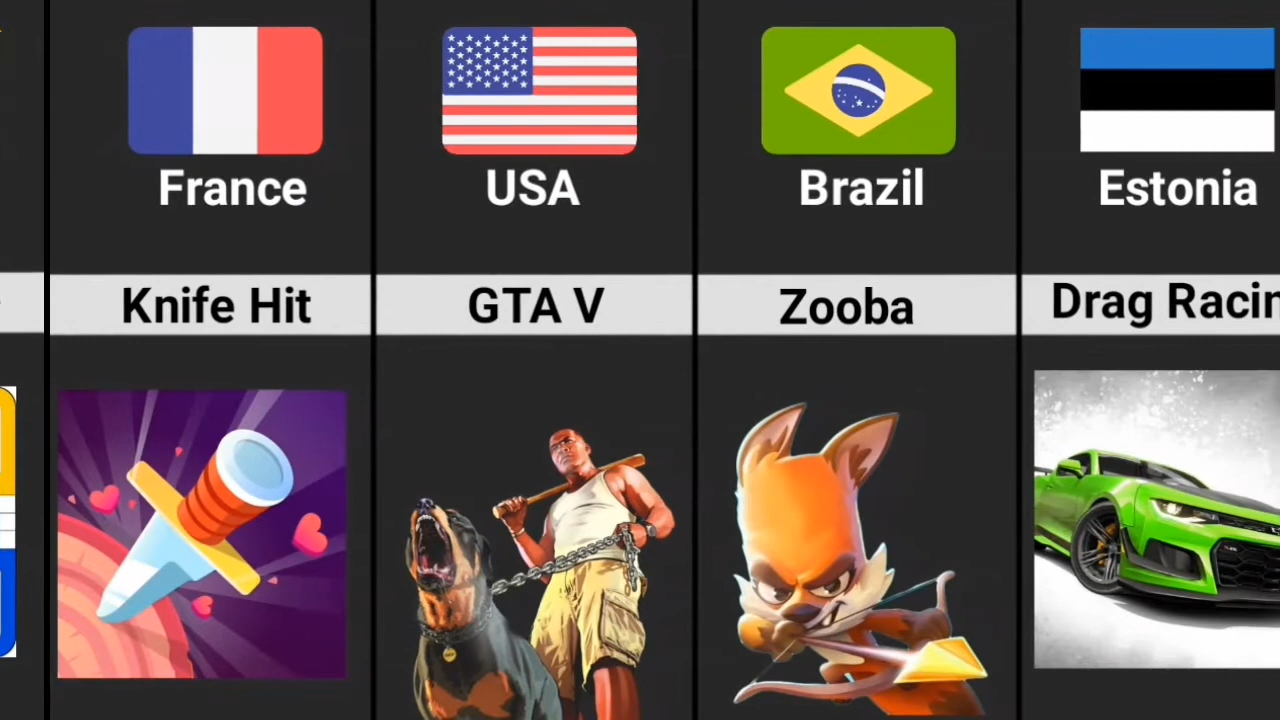 France
USA
Brazil
Estonia
Knife Hit
GTA V
Zooba
Drag Racin